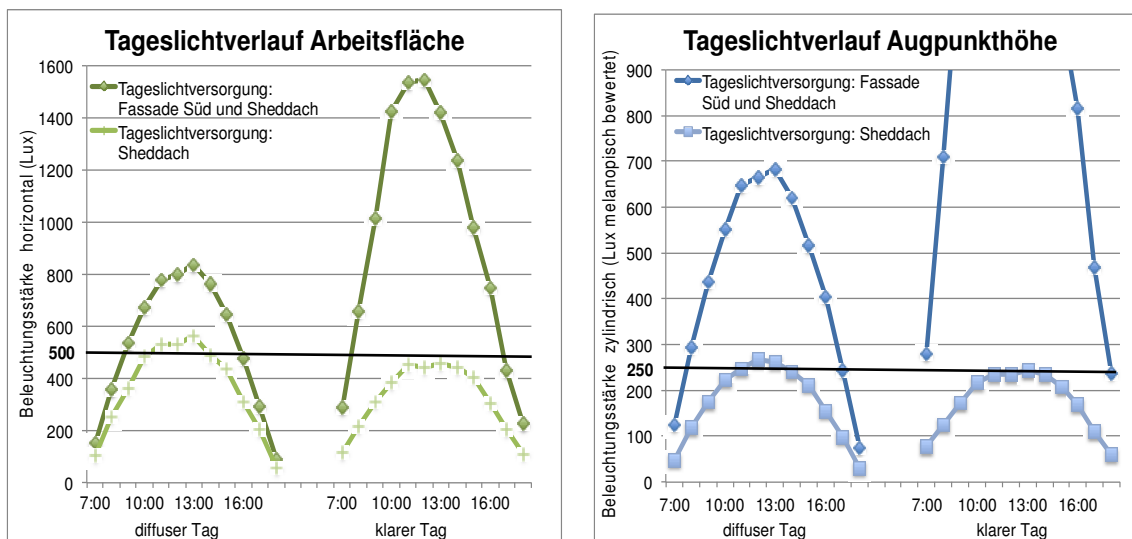 Tageslichtverlauf Arbeitsfläche
Beleuchtungsstärke horizontal (Lux)
1600
1400
1200
1000
800
600
500
400
200
0
Tageslichtversorgung:
Fassade Süd und Sheddach
Tageslichtversorgung:
Sheddach
7:00 10:00 13:00 16:00 7:00 10:00 13:00 16:00
diffuser Tag klarer Tag
Tageslichtverlauf Augpunkthöhe
Beleuchtungsstärke zylindrisch (Lux melanopisch bewertet)
900
800
700
600
500
400
300
250
200
100
0
Tageslichtversorgung: Fassade
Süd und Sheddach
Tageslichtversorgung: Sheddach
7:00 10:00 13:00 16:00 7:00 10:00 13:00 16:00
diffuser Tag klarer Tag